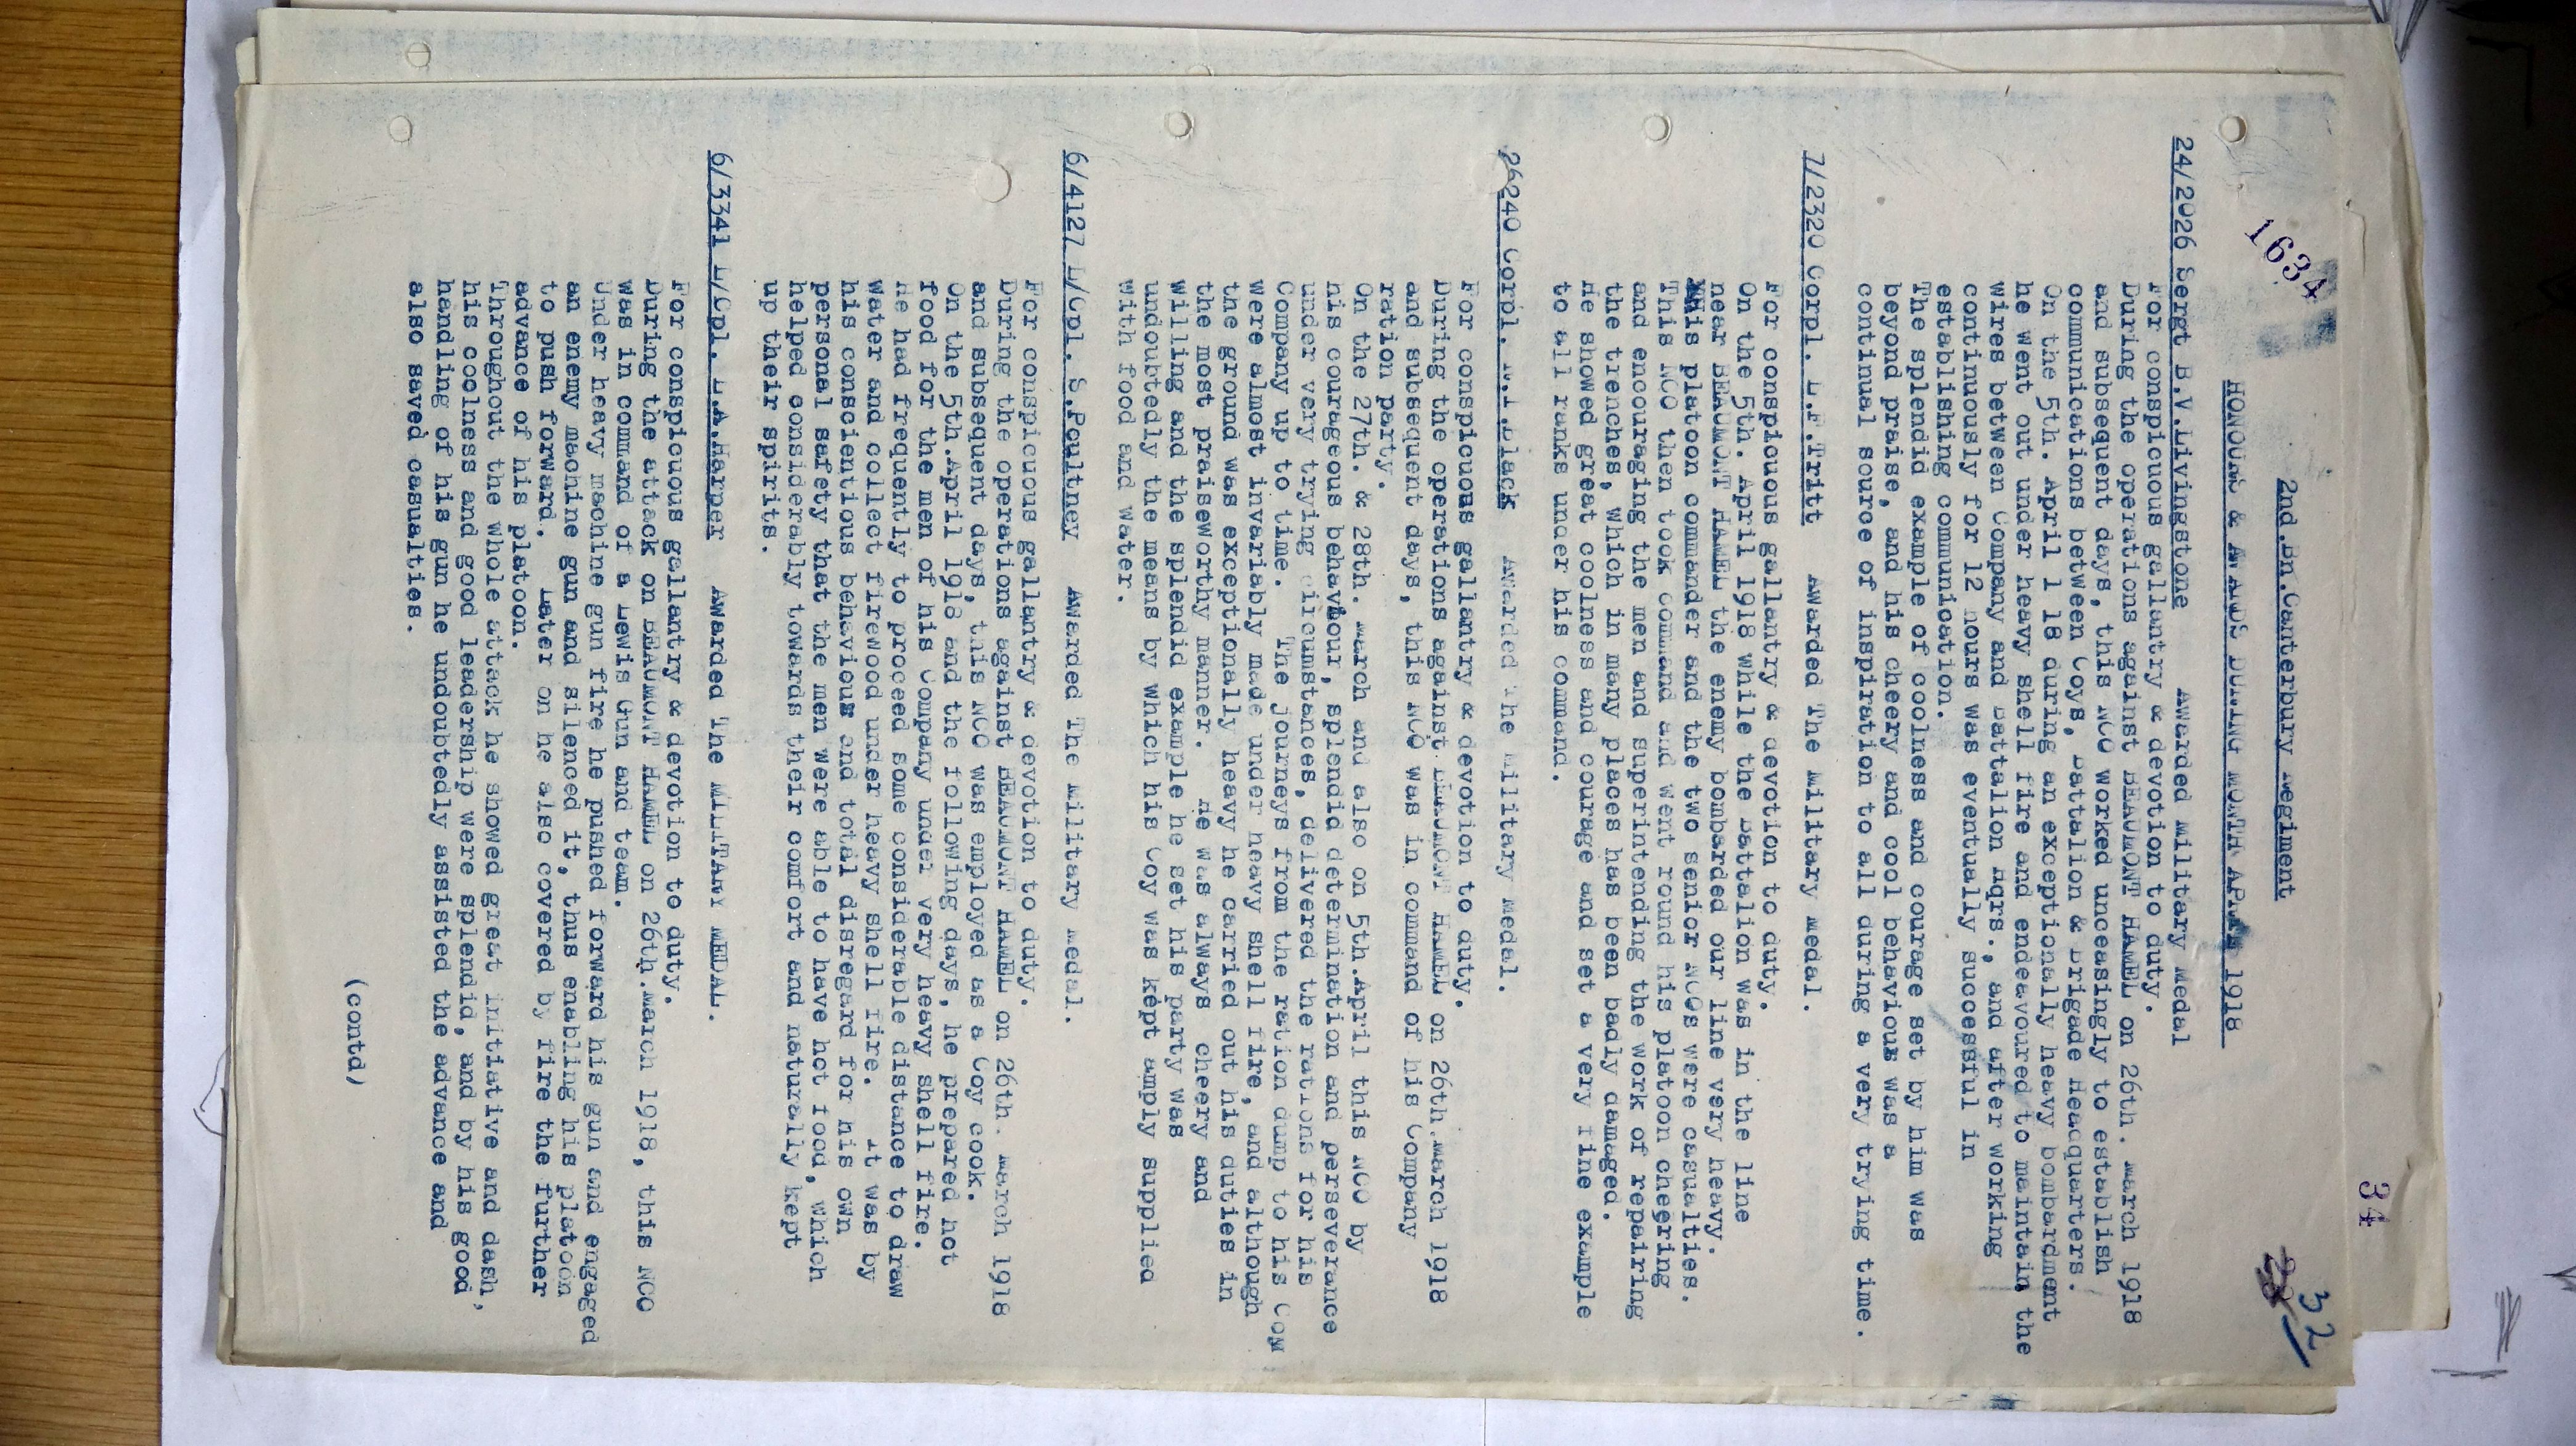 1634
34
32
2nd.Bn.Canterbury Regiment
HONOURS & AWARDS DURING MONTH APRIL 1918
24/2026 Sergt B.V.Livingstone Awarded Military Medal
For conspicuous gallantry & devotion to duty.
During the operations against BEAUMONT HAMEL on 26th. March 1918
and subsequent days, this NCO worked unceasingly to establish
communications between Coys, Battalion & Brigade Headquarters.
On the 5th. April 1 18 during an exceptionally heavy bombardment
he went out under heavy shell fire and endeavoured to maintain the
wires between Company and Battalion Hqrs., and after working
continuously for 12 hours was eventually successful in
establishing communication.
The splendid example of coolness and courage set by him was
beyond praise, and his cheery and cool behaviour was a
continual source of inspiration to all during a very trying time.
7/2320 Corpl. L.F.Tritt Awarded The Military Medal.
For conspicuous gallantry & devotion to duty.
On the 5th. April 1918 while the Battalion was in the line
near BEAUMONT HAMEL the enemy bombarded our line very heavy.
His platoon commander and the two senior NCOs were casualties.
This NCO then took command and went round his platoon cheering
and encouraging the men and superintending the work of repairing
the trenches, which in many places has been badly damaged.
He showed great coolness and courage and set a very fine example
to all ranks under his command.
26240 Corpl. Black Awarded The Military Medal.
For conspicuous gallantry & devotion to duty.
During the operations against BEAUMONT HAMEL on 26th.March 1918
and subsequent days, this NCO was in command of his Company
ration party.
On the 27th. & 28th. March and also on 5th.April this NCO by
his courageous behaviour, splendid determination and perseverance
under very trying circumstances, delivered the rations for his
Company up to time. The journeys from the ration dump to his Coy
were almost invariably made under heavy shell fire, and although
the ground was exceptionally heavy he carried out his duties in
the most praiseworthy manner. He was always cheery and
willing and the splendid example he set his party was
undoubtedly the means by which his Coy was kept amply supplied
with food and water.
6/4127 L/Cpl. S.Poultney Awarded The Military Medal.
For conspicuous gallantry & devotion to duty.
During the operations against BEAUMONT HAMEL on 26th. March 1918
and subsequent days, this NCO was employed as a Coy cook.
On the 5th.April 1918 and the following days, he prepared hot
food for the men of his Company under very heavy shell fire.
He had frequently to proceed some considerable distance to draw
water and collect firewood under heavy shell fire. It was by
his conscientious behaviour and total disregard for his own
personal safety that the men were able to have hot food, which
helped considerably towards their comfort and naturally kept
up their spirits.
6/3341 L/Cpl. L.A.Harper Awarded The MILITARY MEDAL.
For conspicuous gallantry & devotion to duty.
During the attack on BEAUMONT HAMEL on 26th.March 1918, this NCO
was in command of a Lewis Gun and team.
Under heavy machine gun fire he pushed forward his gun and engaged
an enemy machine gun and silenced it, thus enabling his platoon
to push forward. Later on he also covered by fire the further
advance of his platoon.
Throughout the whole attack he showed great initiative and dash,
his coolness and good leadership were splendid, and by his good
handling of his gun he undoubtedly assisted the advance and
also saved casualties.
(contd)